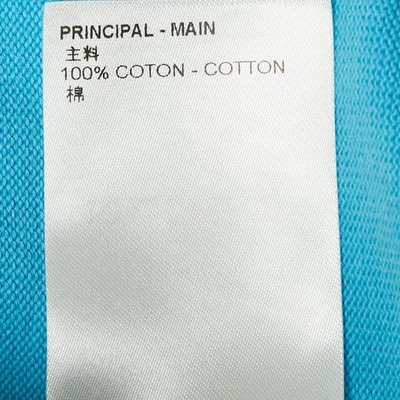 PRINCIPAL - MAIN
主料
100% COTON - COTTON
棉